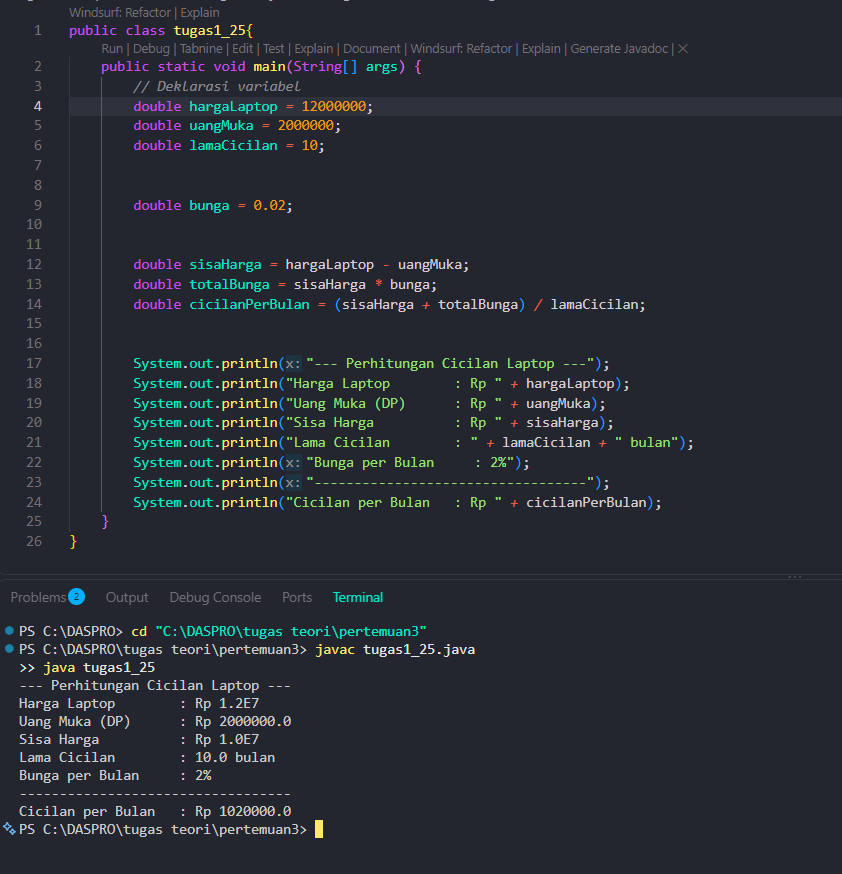 Windsurf: Refactor | Explain
1 public class tugas1_25{
Run | Debug | Tabnine | Edit | Test | Explain | Document | Windsurf: Refactor | Explain | Generate Javadoc | ×
2 public static void main(String[] args) {
3 // Deklarasi variabel
4 double hargaLaptop = 12000000;
5 double uangMuka = 2000000;
6 double lamaCicilan = 10;
7
8
9 double bunga = 0.02;
10
11
12 double sisaHarga = hargaLaptop - uangMuka;
13 double totalBunga = sisaHarga * bunga;
14 double cicilanPerBulan = (sisaHarga + totalBunga) / lamaCicilan;
15
16
17 System.out.println(x: "--- Perhitungan Cicilan Laptop ---");
18 System.out.println("Harga Laptop        : Rp " + hargaLaptop);
19 System.out.println("Uang Muka (DP)      : Rp " + uangMuka);
20 System.out.println("Sisa Harga          : Rp " + sisaHarga);
21 System.out.println("Lama Cicilan        : " + lamaCicilan + " bulan");
22 System.out.println(x: "Bunga per Bulan     : 2%");
23 System.out.println(x: "----------------------------------");
24 System.out.println("Cicilan per Bulan   : Rp " + cicilanPerBulan);
25 }
26 }
Problems 2 Output Debug Console Ports Terminal
PS C:\DASPRO> cd "C:\DASPRO\tugas teori\pertemuan3"
PS C:\DASPRO\tugas teori\pertemuan3> javac tugas1_25.java
>> java tugas1_25
--- Perhitungan Cicilan Laptop ---
Harga Laptop        : Rp 1.2E7
Uang Muka (DP)      : Rp 2000000.0
Sisa Harga          : Rp 1.0E7
Lama Cicilan        : 10.0 bulan
Bunga per Bulan     : 2%
----------------------------------
Cicilan per Bulan   : Rp 1020000.0
PS C:\DASPRO\tugas teori\pertemuan3>